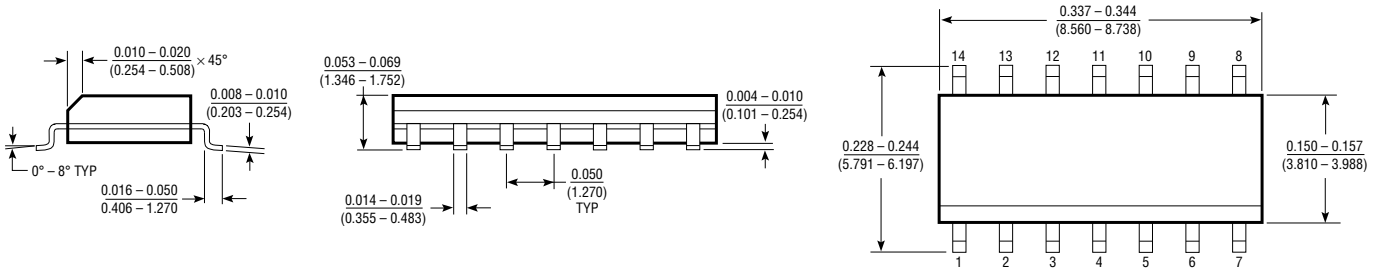 0.010 – 0.020
(0.254 – 0.508)
× 45°
0.008 – 0.010
(0.203 – 0.254)
0° – 8° TYP
0.016 – 0.050
0.406 – 1.270
0.053 – 0.069
(1.346 – 1.752)
0.004 – 0.010
(0.101 – 0.254)
0.014 – 0.019
(0.355 – 0.483)
0.050
(1.270)
TYP
0.337 – 0.344
(8.560 – 8.738)
14 13 12 11 10 9 8
0.228 – 0.244
(5.791 – 6.197)
0.150 – 0.157
(3.810 – 3.988)
1 2 3 4 5 6 7